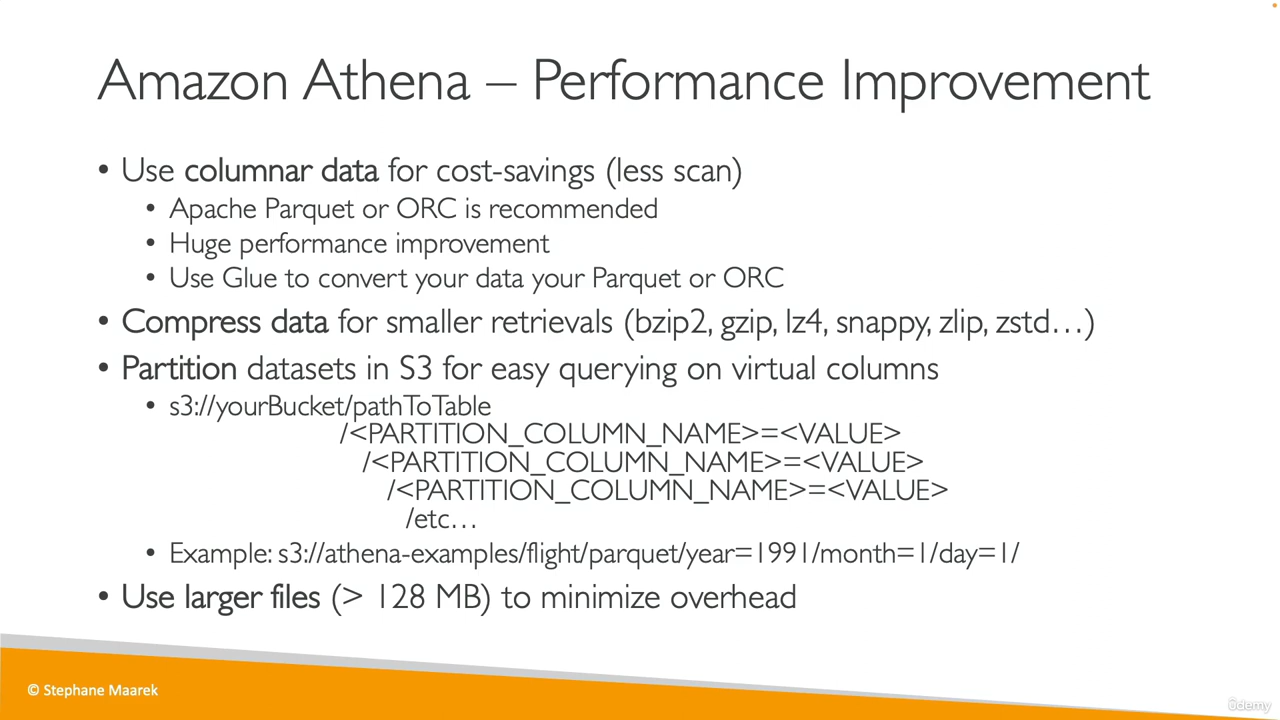 Amazon Athena – Performance Improvement
• Use columnar data for cost-savings (less scan)
• Apache Parquet or ORC is recommended
• Huge performance improvement
• Use Glue to convert your data your Parquet or ORC
• Compress data for smaller retrievals (bzip2, gzip, lz4, snappy, zlip, zstd…)
• Partition datasets in S3 for easy querying on virtual columns
• s3://yourBucket/pathToTable
/<PARTITION_COLUMN_NAME>=<VALUE>
/<PARTITION_COLUMN_NAME>=<VALUE>
/<PARTITION_COLUMN_NAME>=<VALUE>
/etc…
• Example: s3://athena-examples/flight/parquet/year=1991/month=1/day=1/
• Use larger files (> 128 MB) to minimize overhead
© Stephane Maarek
ûdemy